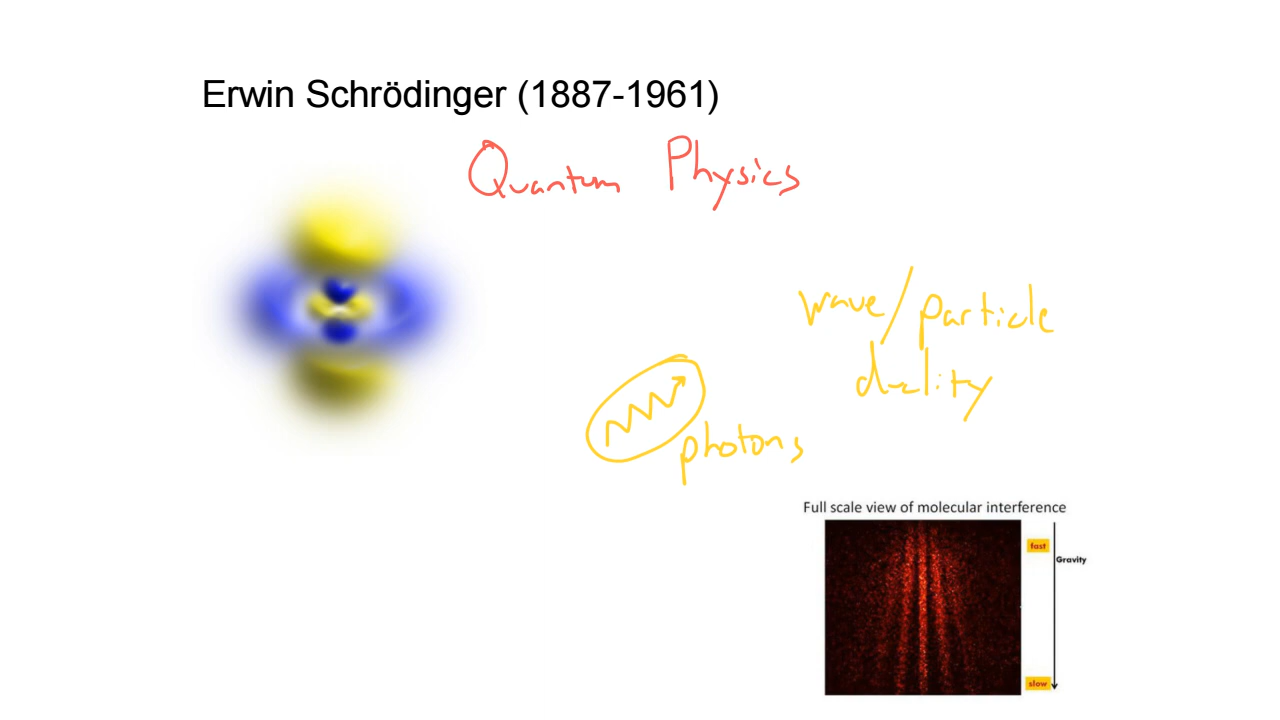 Erwin Schrödinger (1887-1961)
Quantum Physics
wave/particle
duality
photons
Full scale view of molecular interference
fast
Gravity
slow